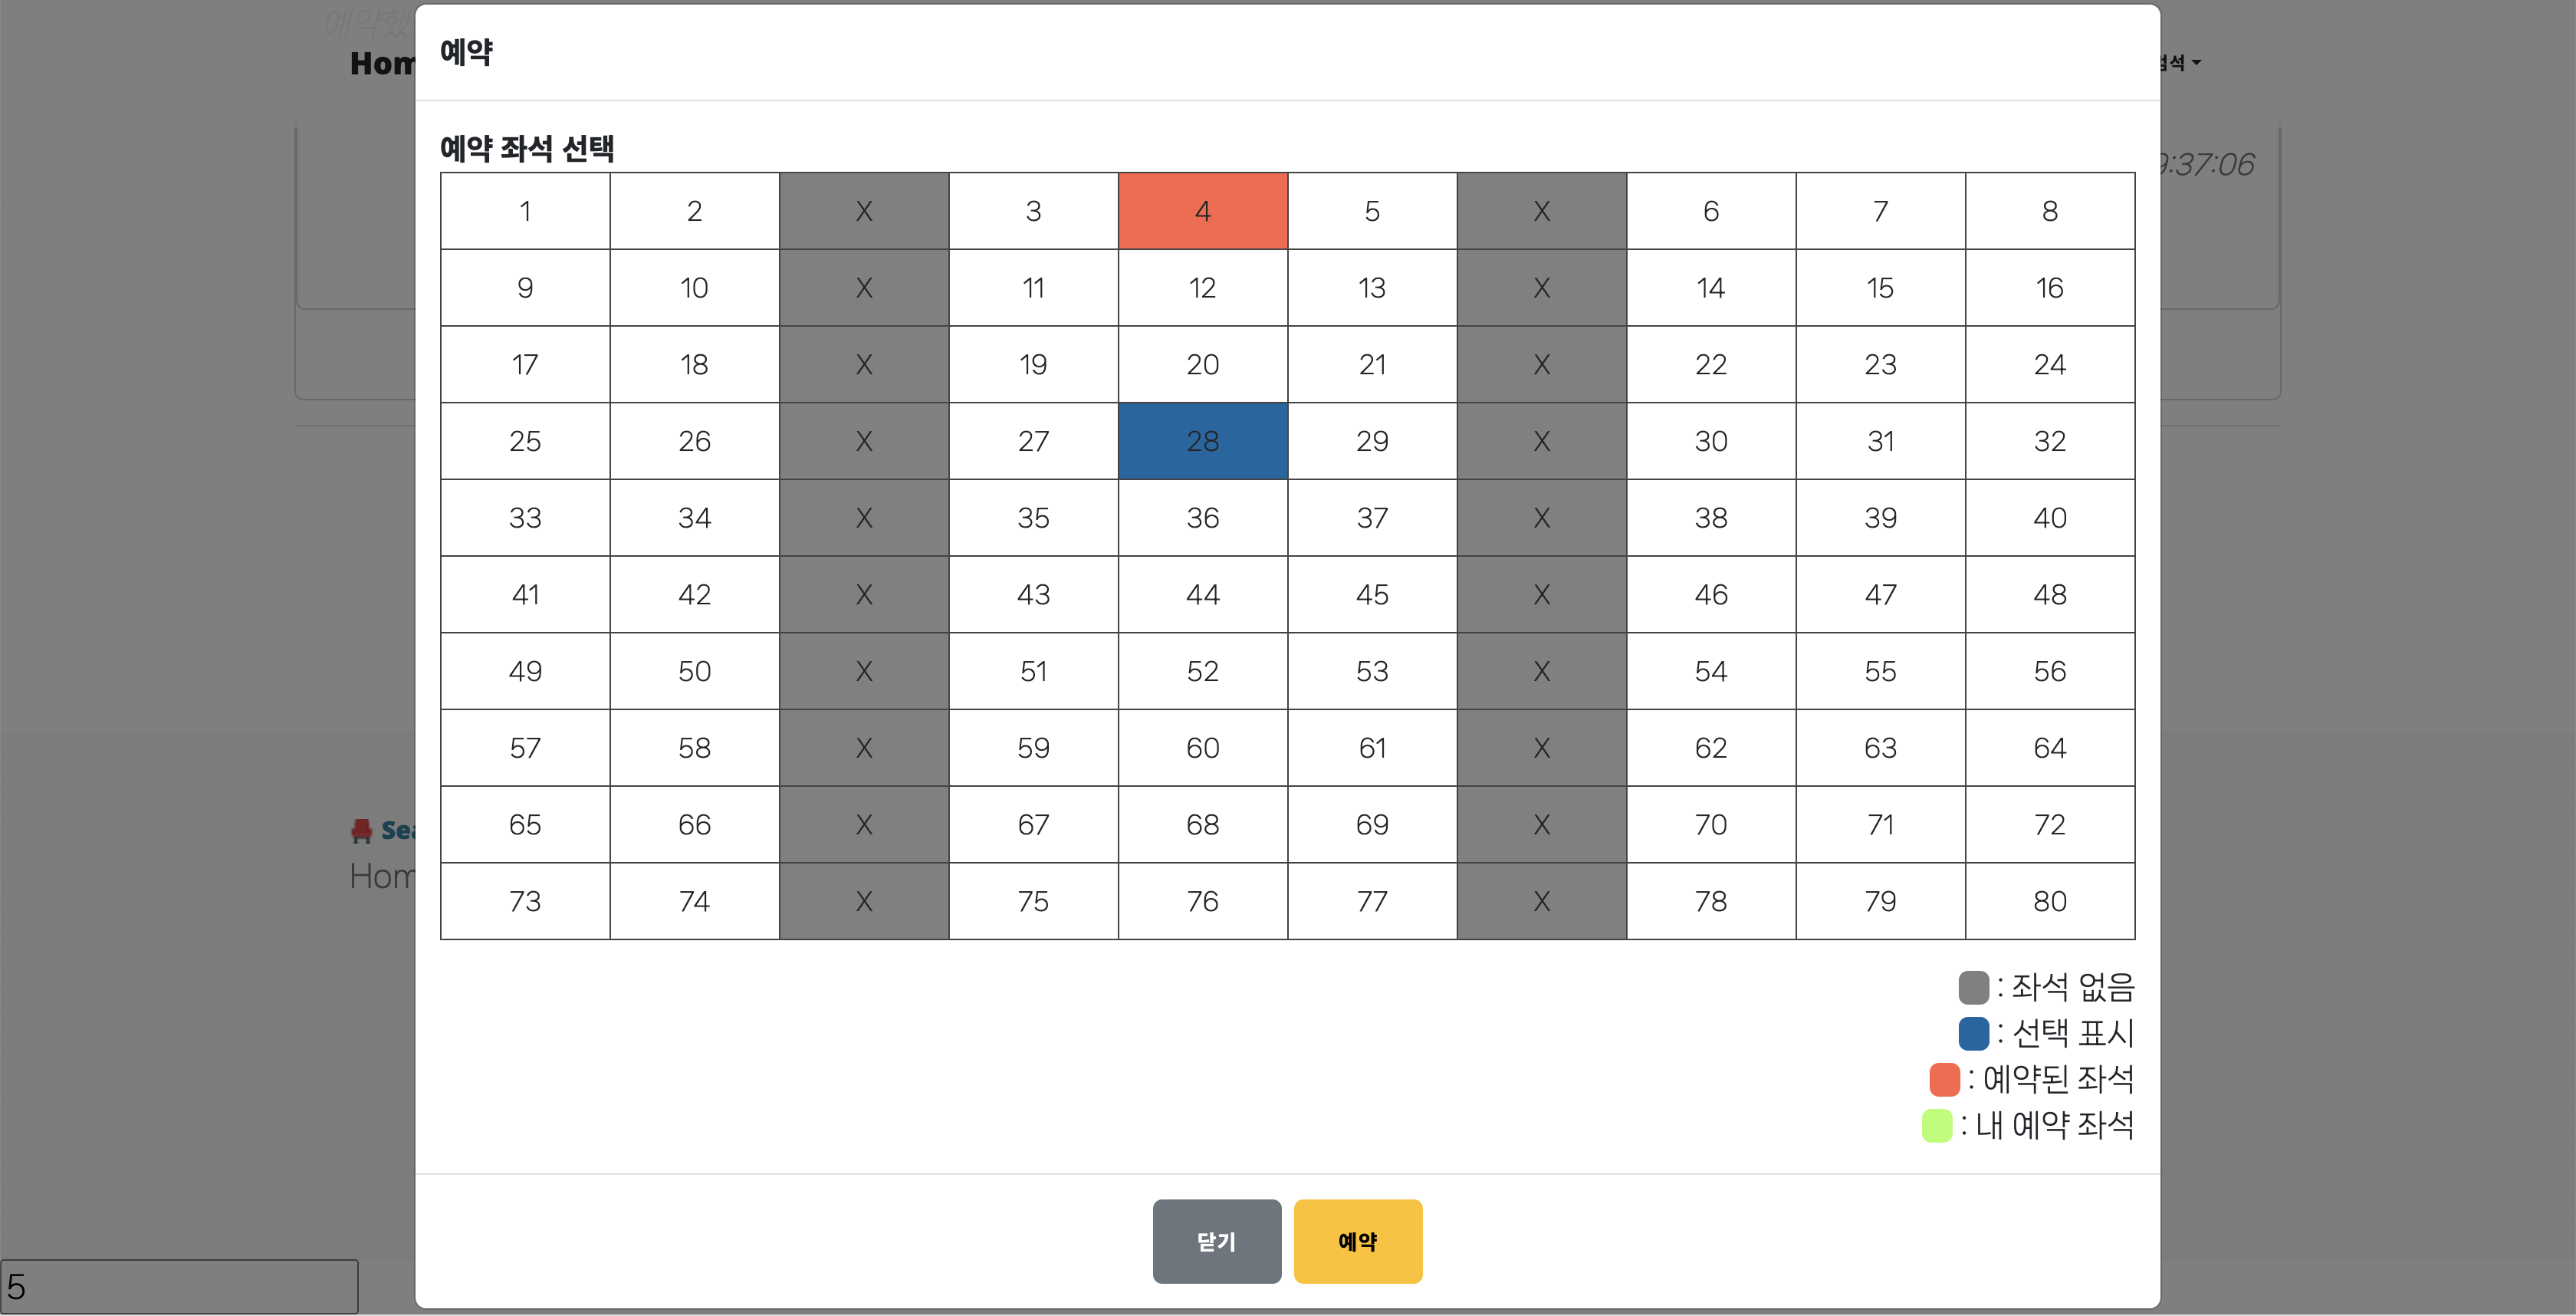 예약했
Hom
예약
점석
9:37:06
예약 좌석 선택
1 2 X 3 4 5 X 6 7 8
9 10 X 11 12 13 X 14 15 16
17 18 X 19 20 21 X 22 23 24
25 26 X 27 28 29 X 30 31 32
33 34 X 35 36 37 X 38 39 40
41 42 X 43 44 45 X 46 47 48
49 50 X 51 52 53 X 54 55 56
57 58 X 59 60 61 X 62 63 64
65 66 X 67 68 69 X 70 71 72
73 74 X 75 76 77 X 78 79 80
: 좌석 없음
: 선택 표시
: 예약된 좌석
: 내 예약 좌석
Sea
Hom
닫기 예약
5